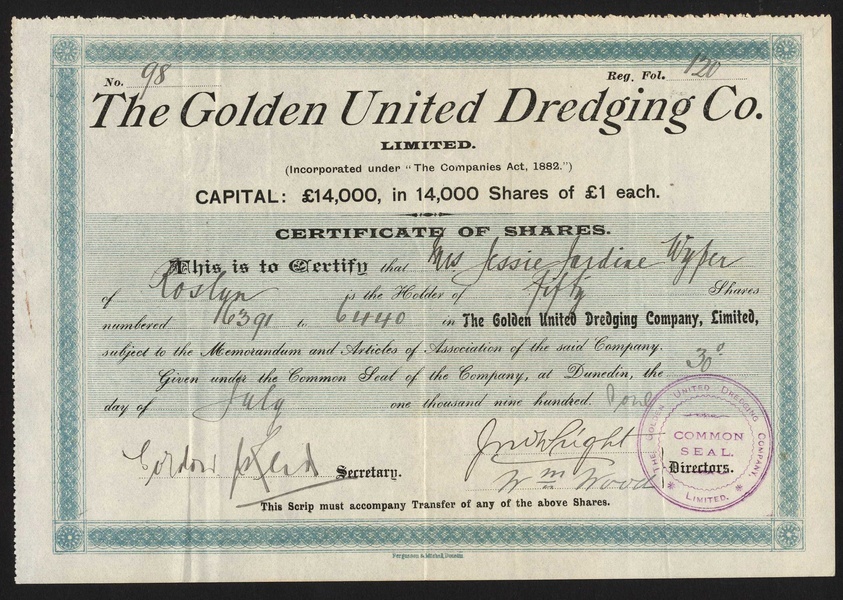 No. 98 Reg. Fol. 120
The Golden United Dredging Co.
LIMITED.
(Incorporated under "The Companies Act, 1882.")
CAPITAL: £14,000, in 14,000 Shares of £1 each.
CERTIFICATE OF SHARES.
This is to Certify that Mrs Jessie Jardine Wyper
of Roslyn is the Holder of fifty Shares
numbered 6391 to 6440 in The Golden United Dredging Company, Limited,
subject to the Memorandum and Articles of Association of the said Company.
Given under the Common Seal of the Company, at Dunedin, the 30
day of July one thousand nine hundred. & one
Secretary.
Wm Wood
Directors.
THE GOLDEN UNITED DREDGING COMPANY, LIMITED.
COMMON
SEAL.
This Scrip must accompany Transfer of any of the above Shares.
Fergusson & Mitchell, Dunedin